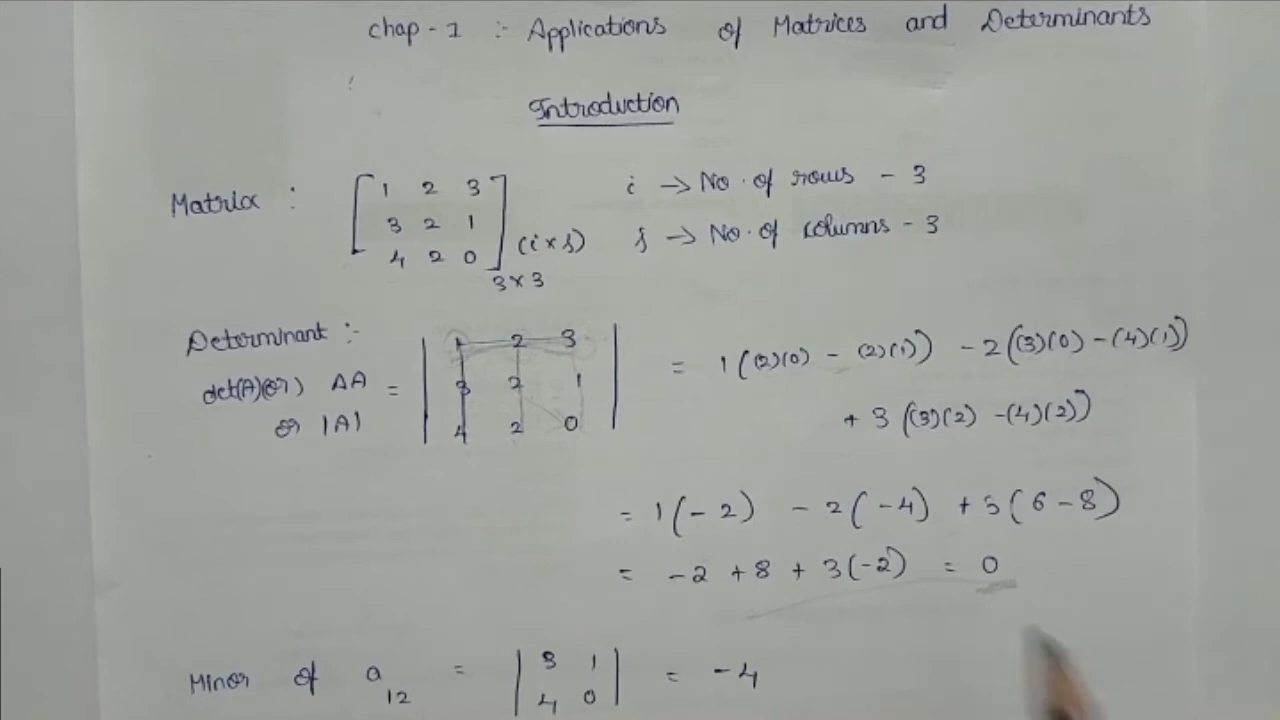 chap - 1 :- Applications of Matrices and Determinants
Introduction
Matrix : [ 1 2 3 i → No. of rows - 3
3 2 1
4 2 0 ] (i × j) j → No. of columns - 3
3 × 3
Determinant :- | 1 2 3
det(A) (or) ΔA = 3 2 1
or |A| 4 2 0 | = 1 ((2)(0) - (2)(1)) - 2 ((3)(0) - (4)(1))
+ 3 ((3)(2) - (4)(2))
= 1 (-2) - 2 (-4) + 3 (6 - 8)
= -2 + 8 + 3 (-2) = 0
Minor of a12 = | 3 1
4 0 | = -4